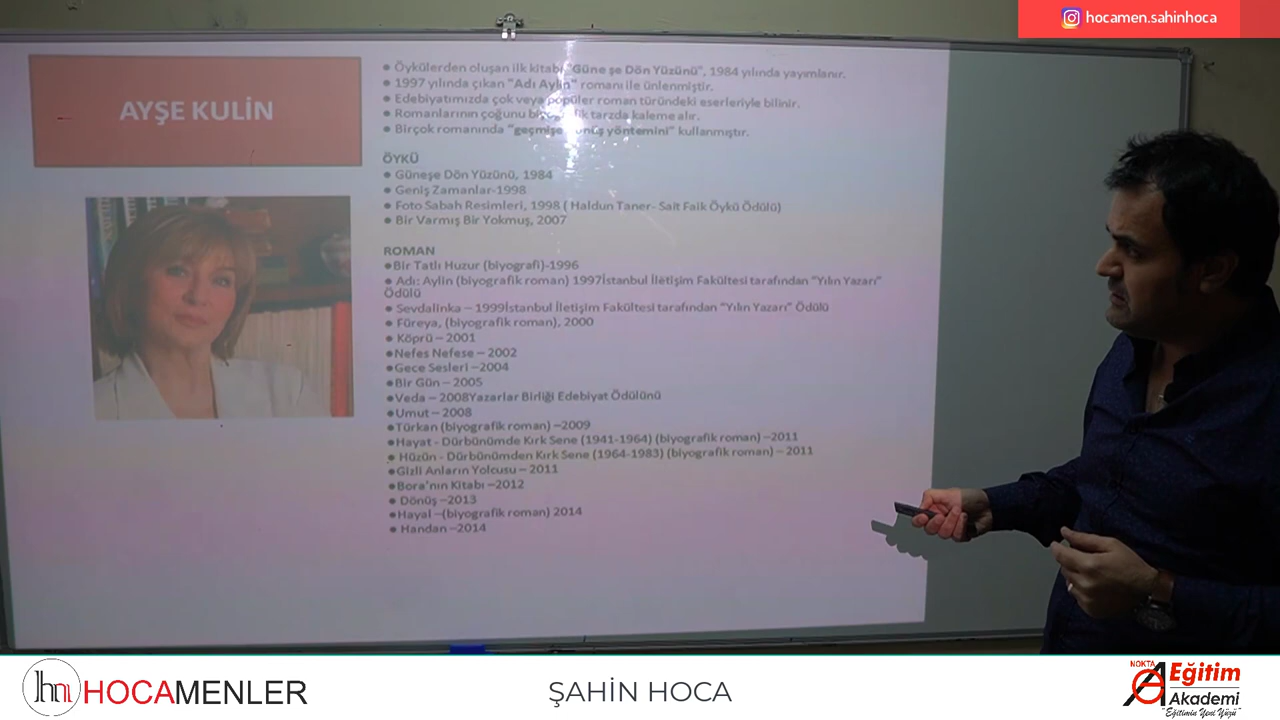 hocamen.sahinhoca
AYŞE KULİN
● Öykülerden oluşan ilk kitabı "Güne şe Dön Yüzünü", 1984 yılında yayımlanır.
● 1997 yılında çıkan "Adı Aylin" romanı ile ünlenmiştir.
● Edebiyatımızda çok veya popüler roman türündeki eserleriyle bilinir.
● Romanlarının çoğunu biyografik tarzda kaleme alır.
● Birçok romanında "geçmişe dönüş yöntemini" kullanmıştır.
ÖYKÜ
● Güneşe Dön Yüzünü, 1984
● Geniş Zamanlar-1998
● Foto Sabah Resimleri, 1998 ( Haldun Taner- Sait Faik Öykü Ödülü)
● Bir Varmış Bir Yokmuş, 2007
ROMAN
●Bir Tatlı Huzur (biyografi)-1996
● Adı: Aylin (biyografik roman) 1997İstanbul İletişim Fakültesi tarafından "Yılın Yazarı"
Ödülü
● Sevdalinka – 1999İstanbul İletişim Fakültesi tarafından "Yılın Yazarı" Ödülü
● Füreya, (biyografik roman), 2000
● Köprü – 2001
●Nefes Nefese – 2002
●Gece Sesleri –2004
●Bir Gün – 2005
●Veda – 2008Yazarlar Birliği Edebiyat Ödülünü
●Umut – 2008
●Türkan (biyografik roman) –2009
●Hayat - Dürbünümde Kırk Sene (1941-1964) (biyografik roman) –2011
● Hüzün - Dürbünümden Kırk Sene (1964-1983) (biyografik roman) – 2011
●Gizli Anların Yolcusu – 2011
●Bora'nın Kitabı –2012
● Dönüş –2013
●Hayal –(biyografik roman) 2014
● Handan –2014
hm HOCAMENLER
ŞAHİN HOCA
NOKTA
A Eğitim
Akademi
"Eğitimin Yeni Yüzü"